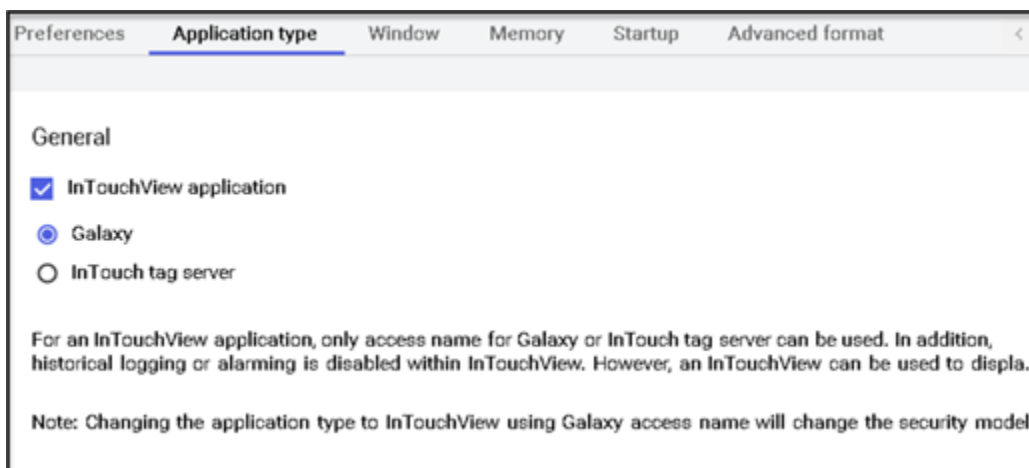 Preferences Application type Window Memory Startup Advanced format <
General
InTouchView application
Galaxy
InTouch tag server
For an InTouchView application, only access name for Galaxy or InTouch tag server can be used. In addition,
historical logging or alarming is disabled within InTouchView. However, an InTouchView can be used to displa.
Note: Changing the application type to InTouchView using Galaxy access name will change the security model